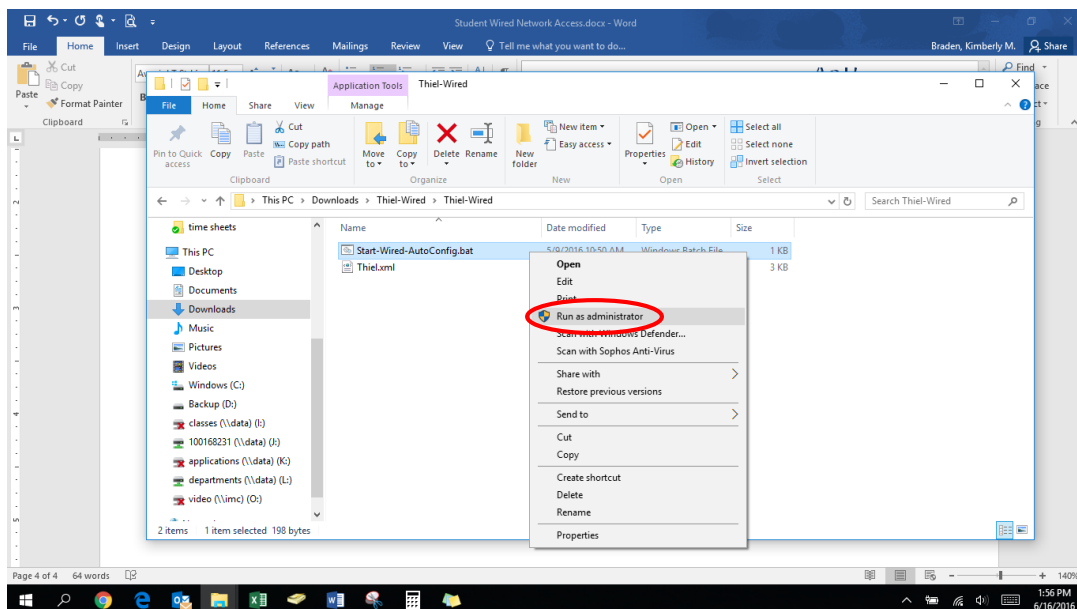 Student Wired Network Access.docx - Word
File Home Insert Design Layout References Mailings Review View Tell me what you want to do... Braden, Kimberly M. Share
Paste
Cut
Copy
Format Painter
Clipboard
Find
Application Tools Thiel-Wired
File Home Share View Manage
Pin to Quick access
Copy
Paste
Cut
Copy path
Paste shortcut
Move to
Copy to
Delete
Rename
New folder
New item
Easy access
Properties
Open
Edit
History
Select all
Select none
Invert selection
Clipboard Organize New Open Select
This PC > Downloads > Thiel-Wired > Thiel-Wired
Search Thiel-Wired
time sheets
This PC
Desktop
Documents
Downloads
Music
Pictures
Videos
Windows (C:)
Backup (D:)
classes (\\data) (I:)
100168231 (\\data) (J:)
applications (\\data) (K:)
departments (\\data) (L:)
video (\\imc) (O:)
Name Date modified Type Size
Start-Wired-AutoConfig.bat 5/9/2016 10:50 AM Windows Batch File 1 KB
Thiel.xml 3 KB
Open
Edit
Print
Run as administrator
Scan with Windows Defender...
Scan with Sophos Anti-Virus
Share with
Restore previous versions
Send to
Cut
Copy
Create shortcut
Delete
Rename
Properties
2 items 1 item selected 198 bytes
Page 4 of 4 64 words 140%
1:56 PM
6/16/2016